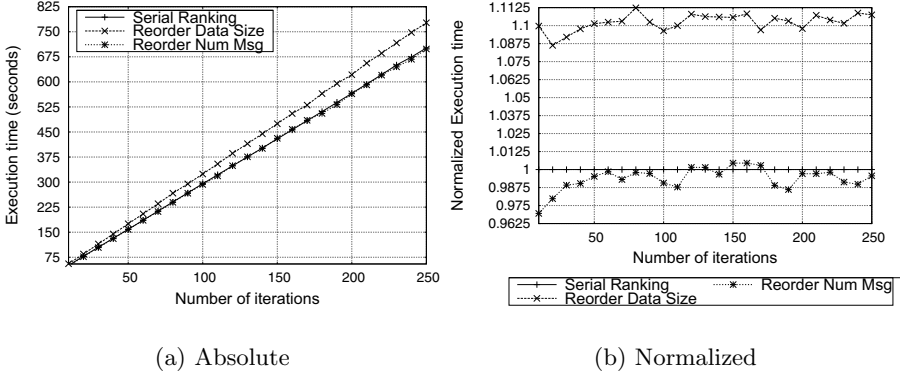 Execution time (seconds)
825
750
675
600
525
450
375
300
225
150
75
Serial Ranking
Reorder Data Size
Reorder Num Msg
50
100
150
200
250
Number of iterations
(a) Absolute
Normalized Execution time
1.1125
1.1
1.0875
1.075
1.0625
1.05
1.0375
1.025
1.0125
1
0.9875
0.975
0.9625
50
100
150
200
250
Number of iterations
Serial Ranking
Reorder Data Size
Reorder Num Msg
(b) Normalized